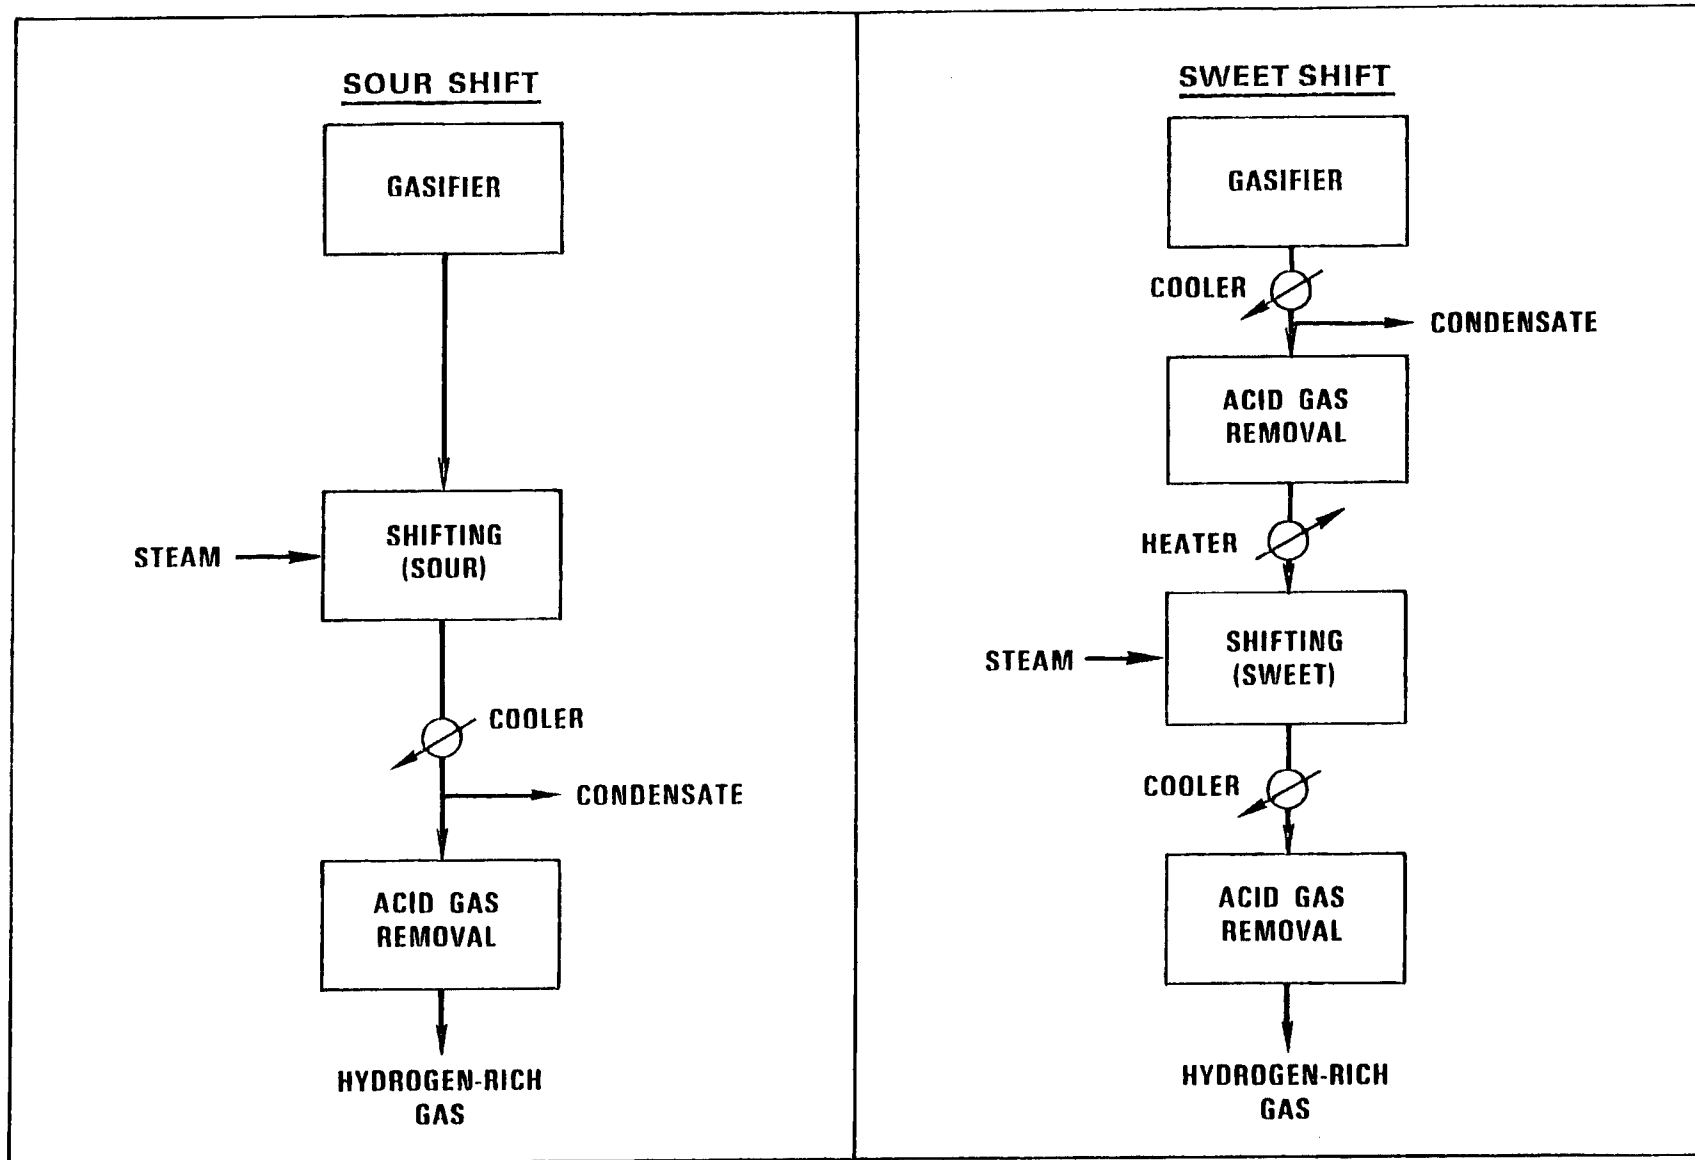 SOUR SHIFT
GASIFIER
SHIFTING
(SOUR)
STEAM
COOLER
CONDENSATE
ACID GAS
REMOVAL
HYDROGEN-RICH
GAS
SWEET SHIFT
GASIFIER
COOLER
CONDENSATE
ACID GAS
REMOVAL
HEATER
SHIFTING
(SWEET)
STEAM
COOLER
ACID GAS
REMOVAL
HYDROGEN-RICH
GAS